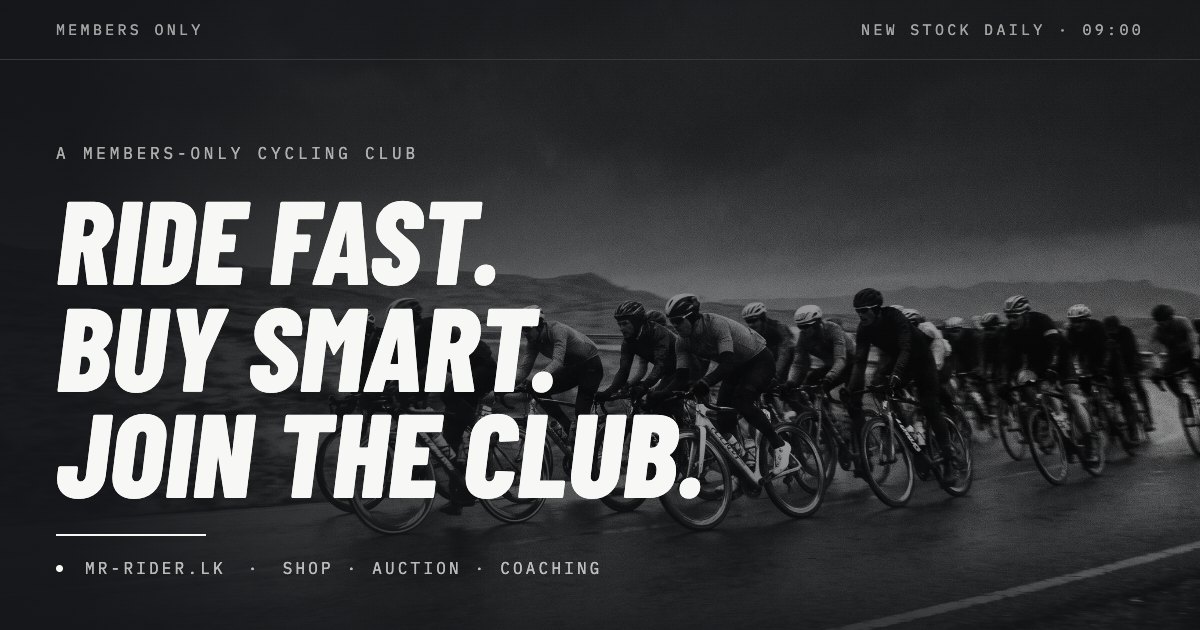 MEMBERS ONLY
NEW STOCK DAILY · 09:00
A MEMBERS-ONLY CYCLING CLUB
RIDE FAST.
BUY SMART.
JOIN THE CLUB.
MR-RIDER.LK · SHOP · AUCTION · COACHING